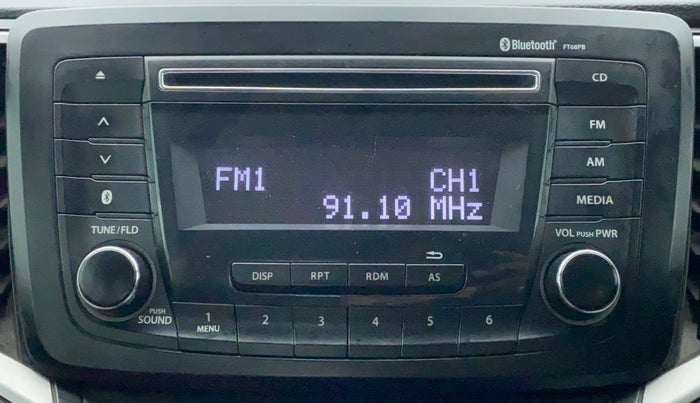 Bluetooth® FT68PB
CD
FM
AM
MEDIA
FM1 CH1
91.10 MHz
TUNE/FLD
VOL PUSH PWR
DISP RPT RDM AS
PUSH
SOUND
1 2 3 4 5 6
MENU